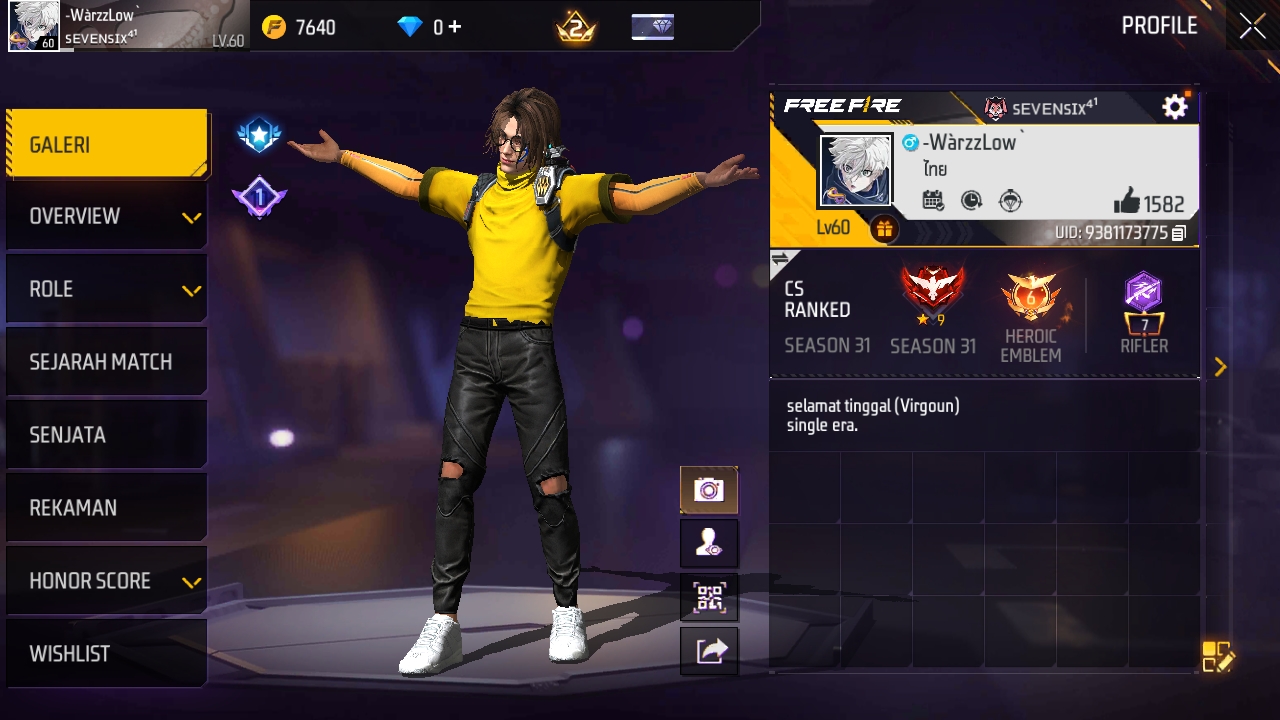 -WàrzzLow`
SEVENSIX⁴¹
60
LV.60
7640
0 +
2
PROFILE
GALERI
OVERVIEW
ROLE
SEJARAH MATCH
SENJATA
REKAMAN
HONOR SCORE
WISHLIST
1
FREE FIRE
SEVENSIX⁴¹
-WàrzzLow`
ไทย
1582
Lv60
UID: 9381173775
CS RANKED
SEASON 31
9
SEASON 31
6
HEROIC
EMBLEM
7
RIFLER
selamat tinggal (Virgoun)
single era.